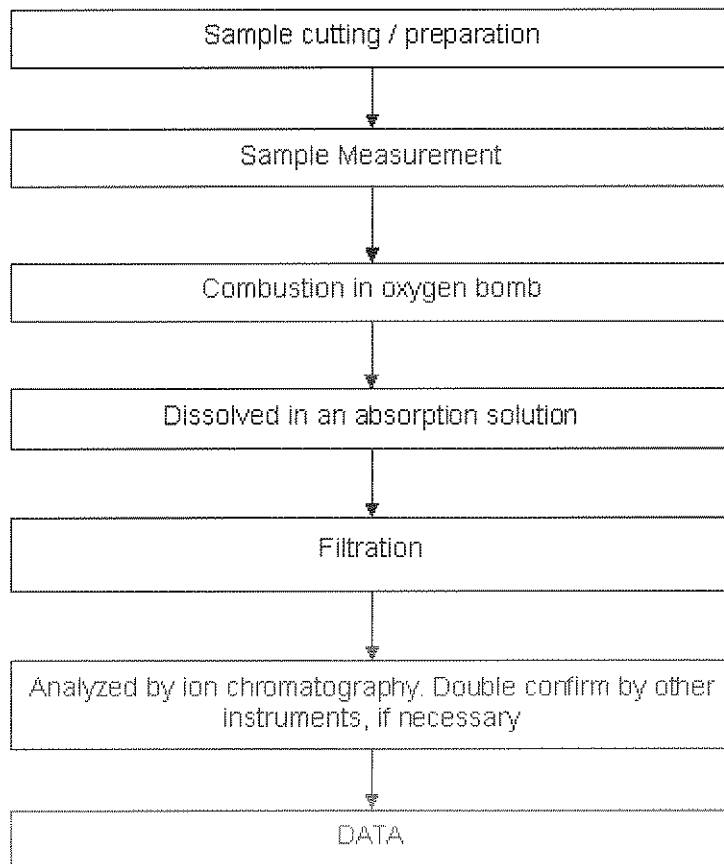 Sample cutting / preparation
Sample Measurement
Combustion in oxygen bomb
Dissolved in an absorption solution
Filtration
Analyzed by ion chromatography. Double confirm by other
instruments, if necessary
DATA